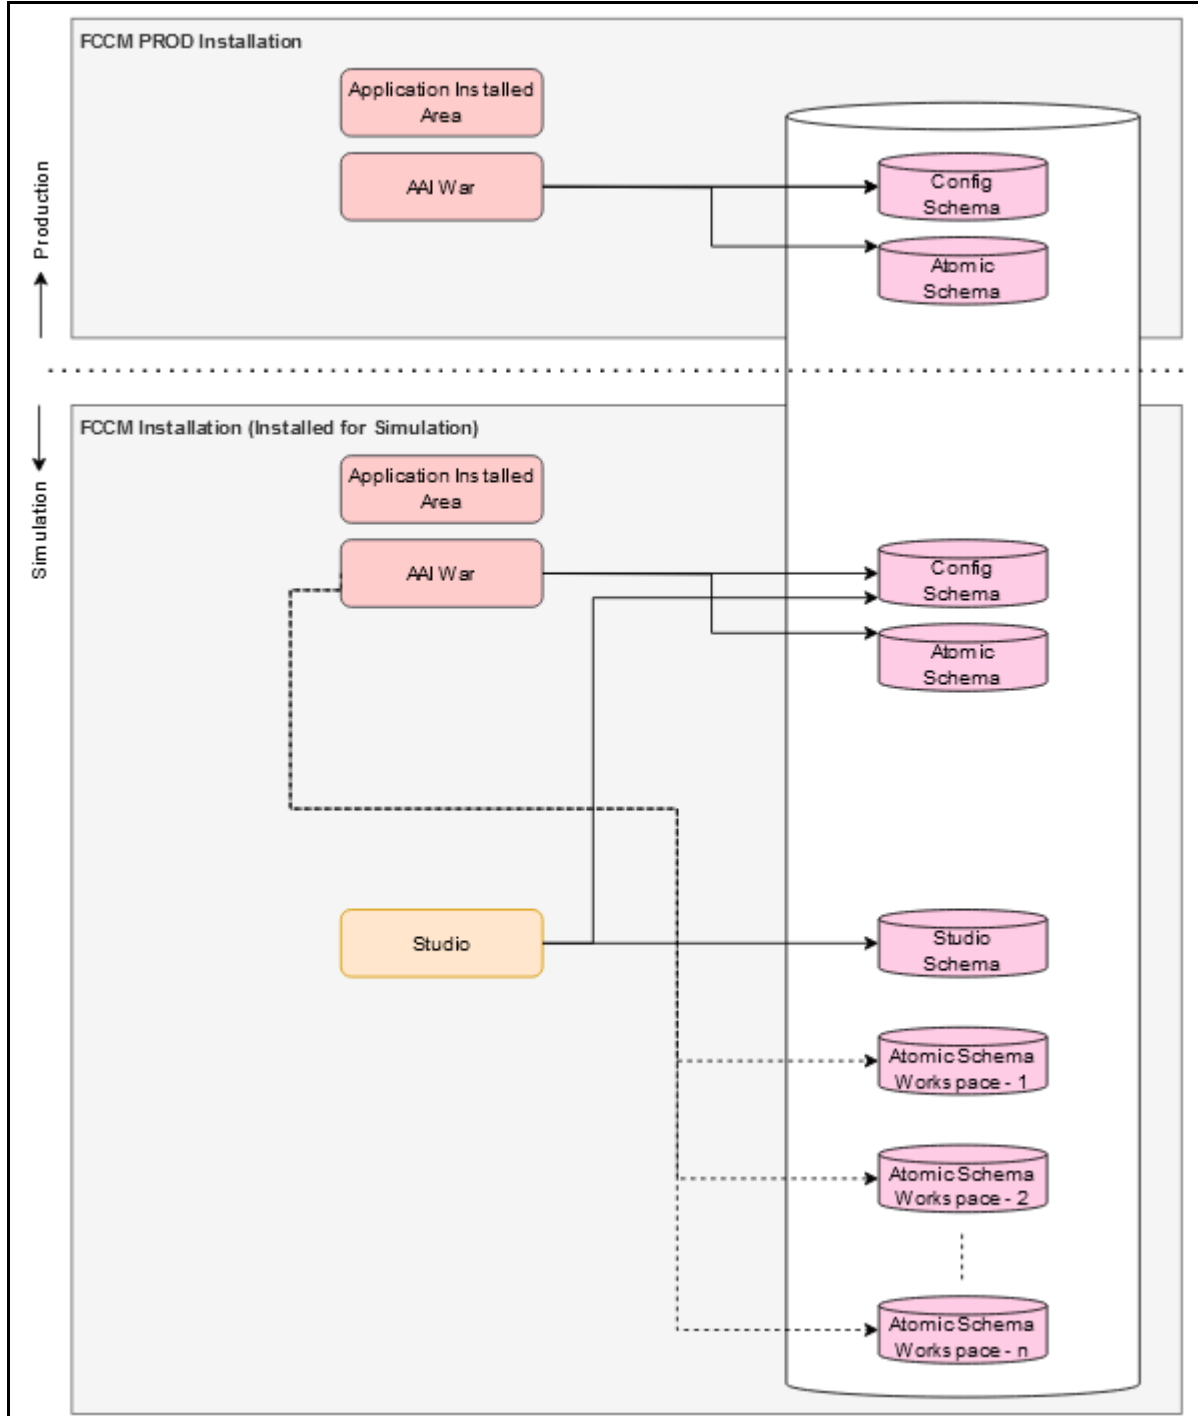 FCCM PROD Installation
Application Installed
Area
AAI War
Config
Schema
Atomic
Schema
Production
FCCM Installation (Installed for Simulation)
Simulation
Application Installed
Area
AAI War
Config
Schema
Atomic
Schema
Studio
Studio
Schema
Atomic Schema
Workspace - 1
Atomic Schema
Workspace - 2
Atomic Schema
Workspace - n